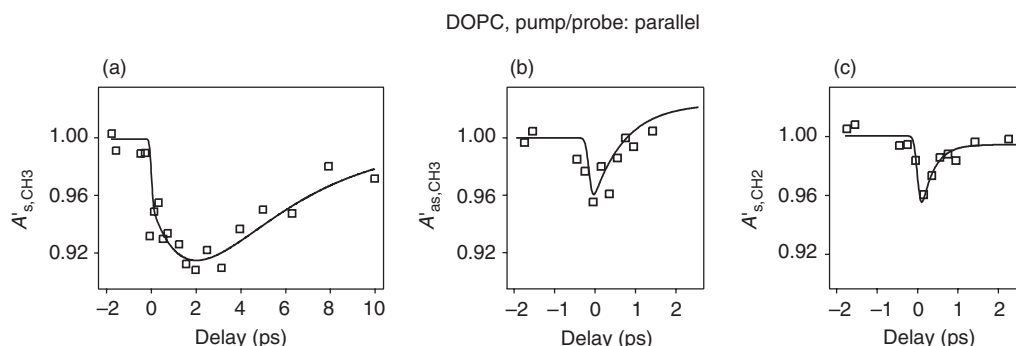 DOPC, pump/probe: parallel
(a)
(b)
(c)
1.00
0.96
0.92
A's,CH3
−2 0 2 4 6 8 10
Delay (ps)
1.00
0.96
0.92
A'as,CH3
−2 −1 0 1 2
Delay (ps)
1.00
0.96
0.92
A's,CH2
−2 −1 0 1 2
Delay (ps)